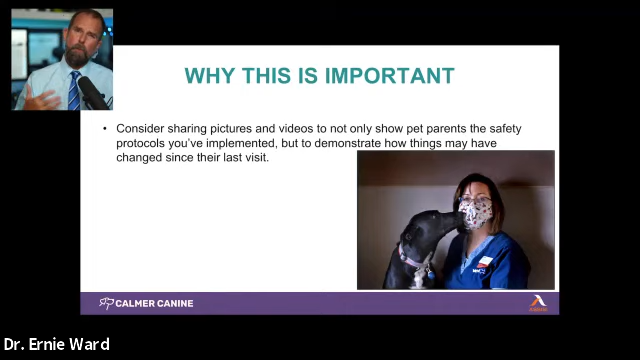 WHY THIS IS IMPORTANT
• Consider sharing pictures and videos to not only show pet parents the safety
protocols you've implemented, but to demonstrate how things may have
changed since their last visit.
CALMER CANINE
Dr. Ernie Ward